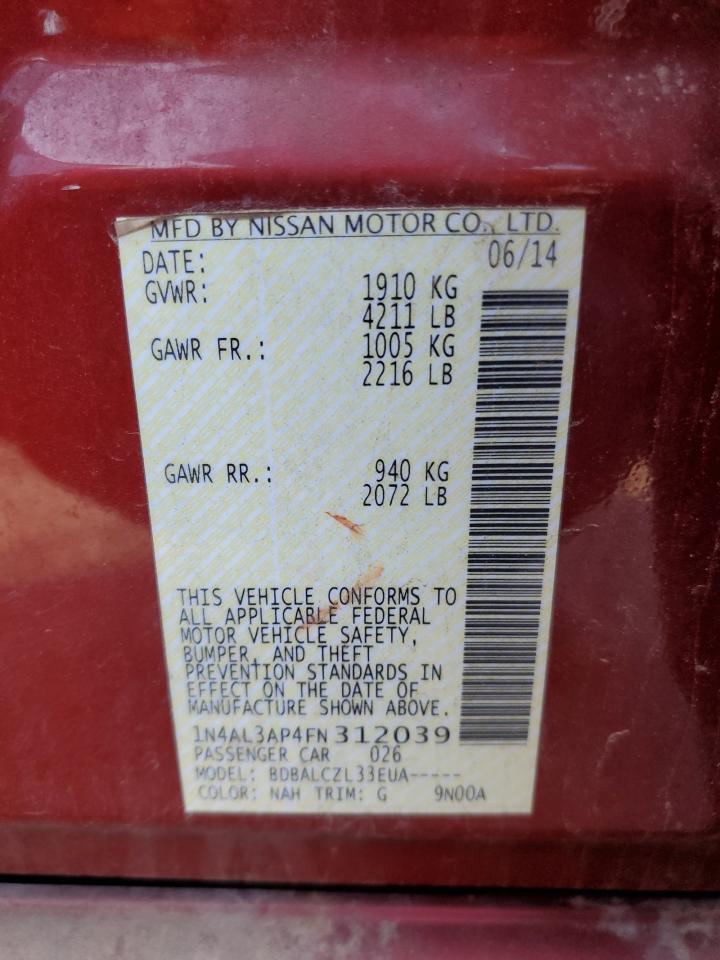 MFD BY NISSAN MOTOR CO., LTD.
DATE: 06/14
GVWR: 1910 KG
4211 LB
GAWR FR.: 1005 KG
2216 LB
GAWR RR.: 940 KG
2072 LB
THIS VEHICLE CONFORMS TO
ALL APPLICABLE FEDERAL
MOTOR VEHICLE SAFETY,
BUMPER, AND THEFT
PREVENTION STANDARDS IN
EFFECT ON THE DATE OF
MANUFACTURE SHOWN ABOVE.
1N4AL3AP4FN312039
PASSENGER CAR 026
MODEL: BDBALCZL33EUA-----
COLOR: NAH TRIM: G 9N00A